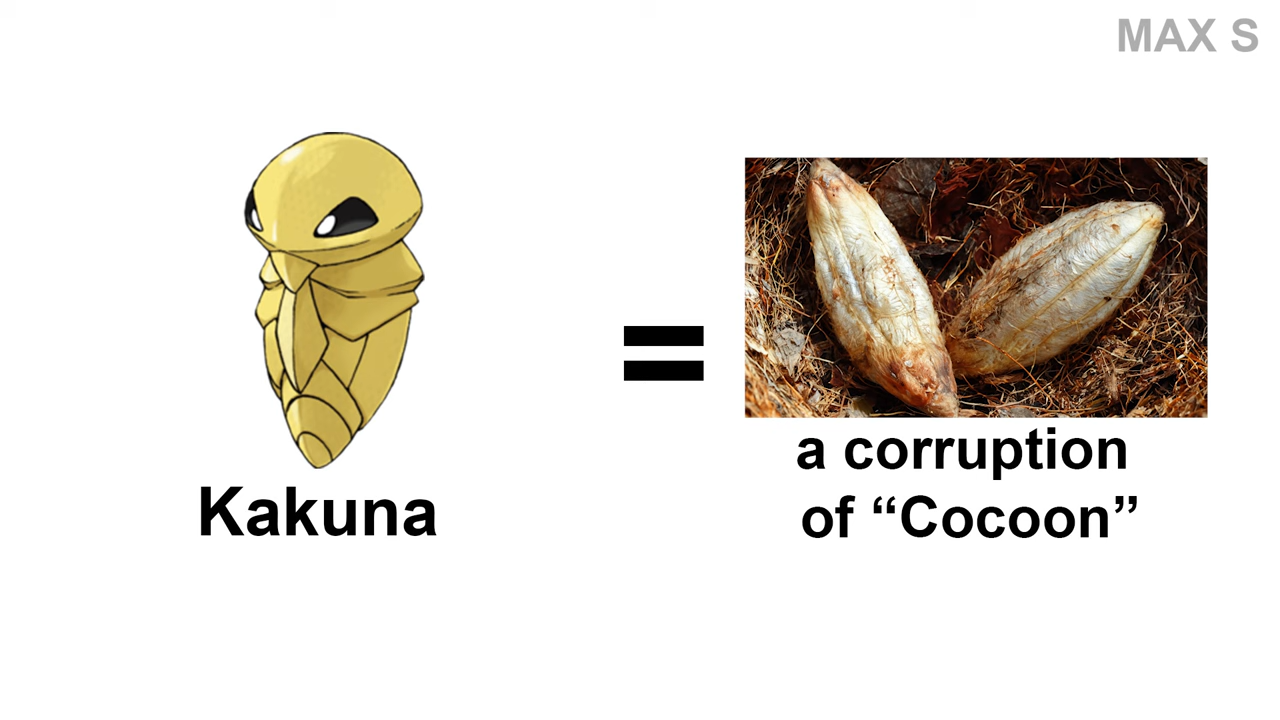 MAX S
Kakuna
a corruption
of “Cocoon”